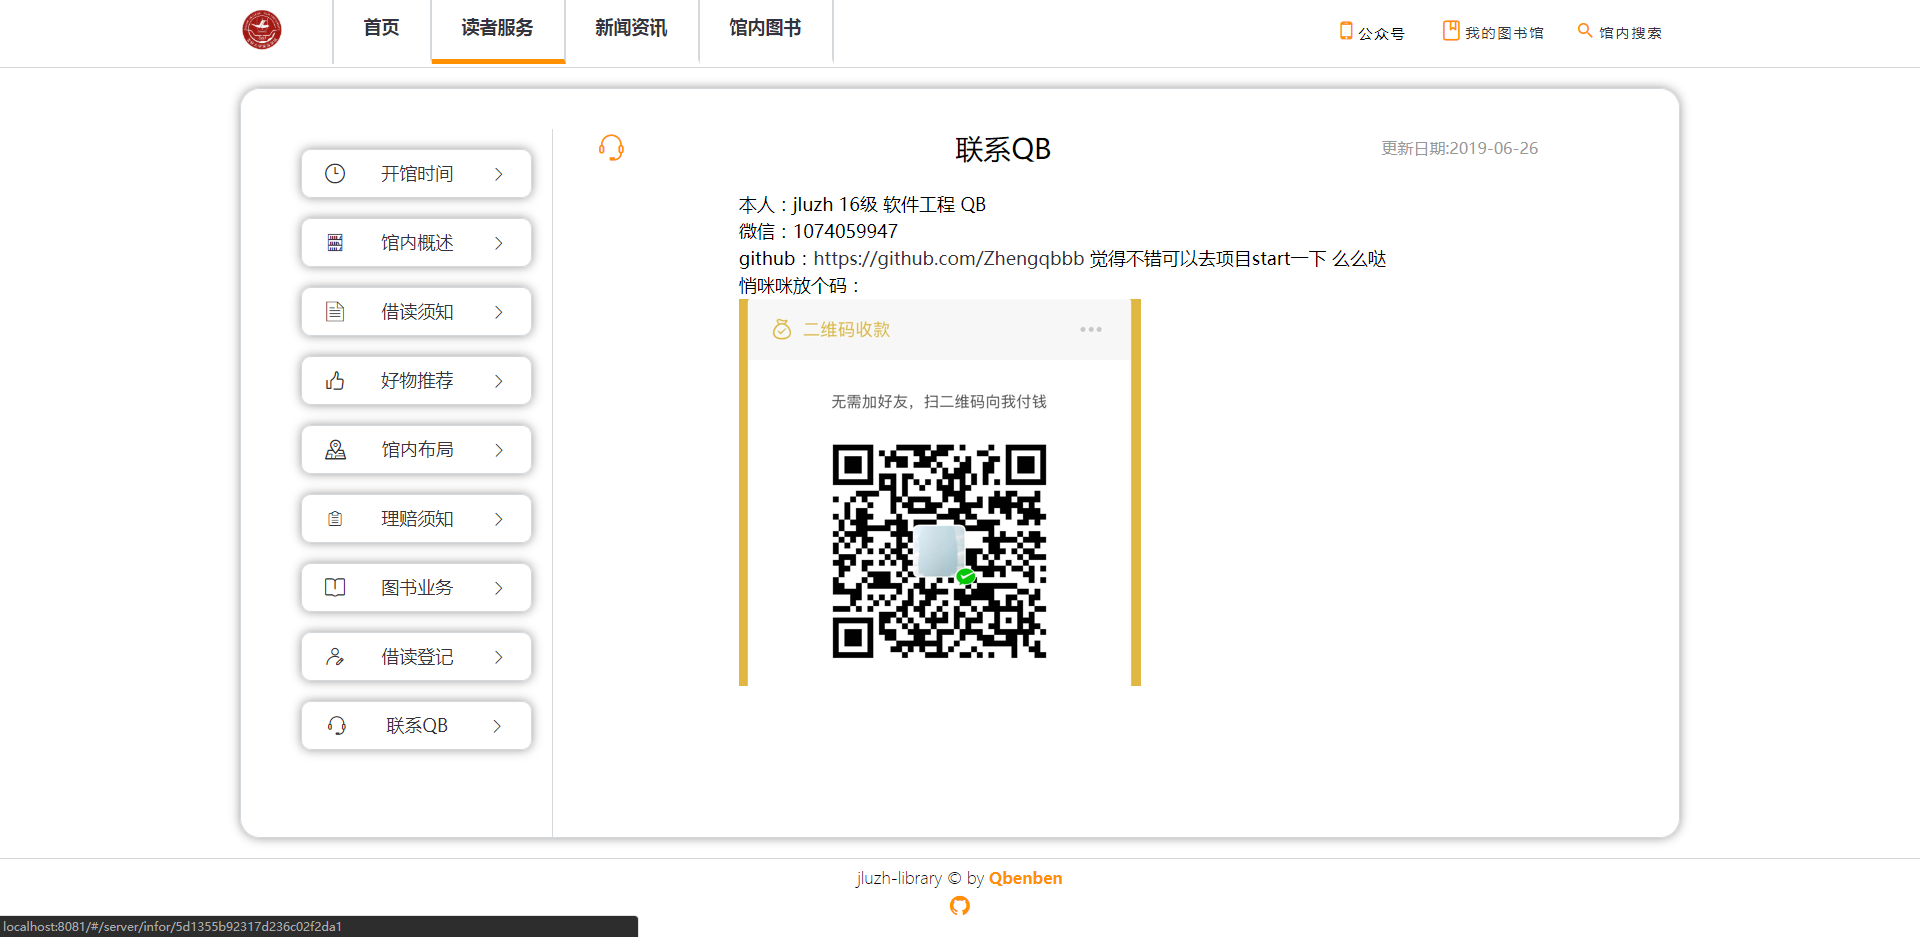 首页
读者服务
新闻资讯
馆内图书
公众号
我的图书馆
馆内搜索
开馆时间
馆内概述
借读须知
好物推荐
馆内布局
理赔须知
图书业务
借读登记
联系QB
联系QB
更新日期:2019-06-26
本人：jluzh 16级 软件工程 QB
微信：1074059947
github：https://github.com/Zhengqbbb 觉得不错可以去项目start一下 么么哒
悄咪咪放个码：
二维码收款
无需加好友，扫二维码向我付钱
jluzh-library © by Qbenben
localhost:8081/#/server/infor/5d1355b92317d236c02f2da1